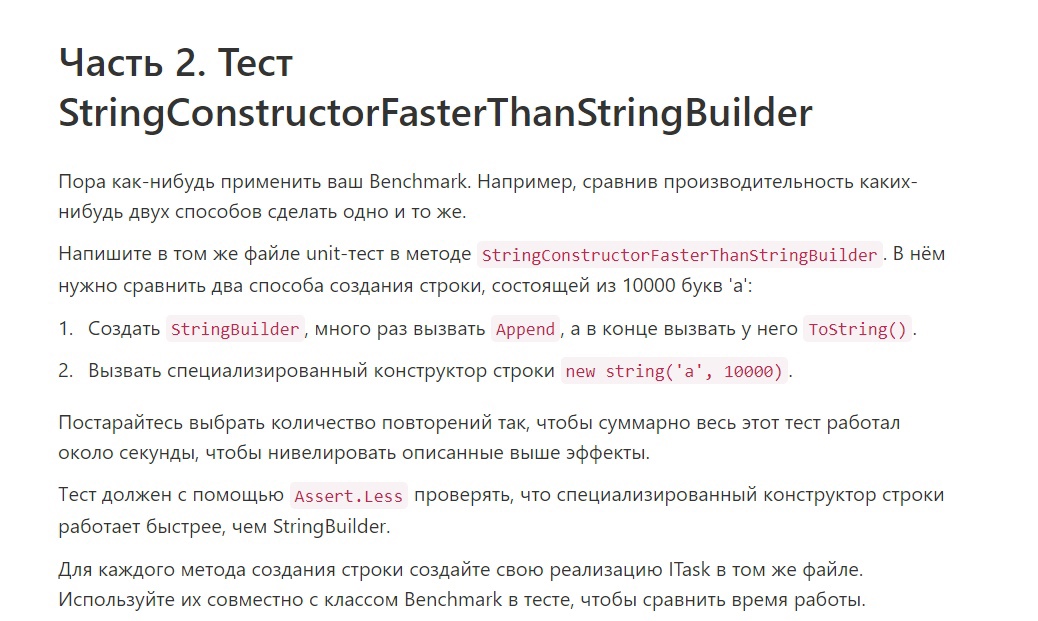 Часть 2. Тест
StringConstructorFasterThanStringBuilder
Пора как-нибудь применить ваш Benchmark. Например, сравнив производительность каких-
нибудь двух способов сделать одно и то же.
Напишите в том же файле unit-тест в методе StringConstructorFasterThanStringBuilder. В нём
нужно сравнить два способа создания строки, состоящей из 10000 букв 'а':
1. Создать StringBuilder, много раз вызвать Append, а в конце вызвать у него ToString().
2. Вызвать специализированный конструктор строки new string('a', 10000).
Постарайтесь выбрать количество повторений так, чтобы суммарно весь этот тест работал
около секунды, чтобы нивелировать описанные выше эффекты.
Тест должен с помощью Assert.Less проверять, что специализированный конструктор строки
работает быстрее, чем StringBuilder.
Для каждого метода создания строки создайте свою реализацию ITask в том же файле.
Используйте их совместно с классом Benchmark в тесте, чтобы сравнить время работы.